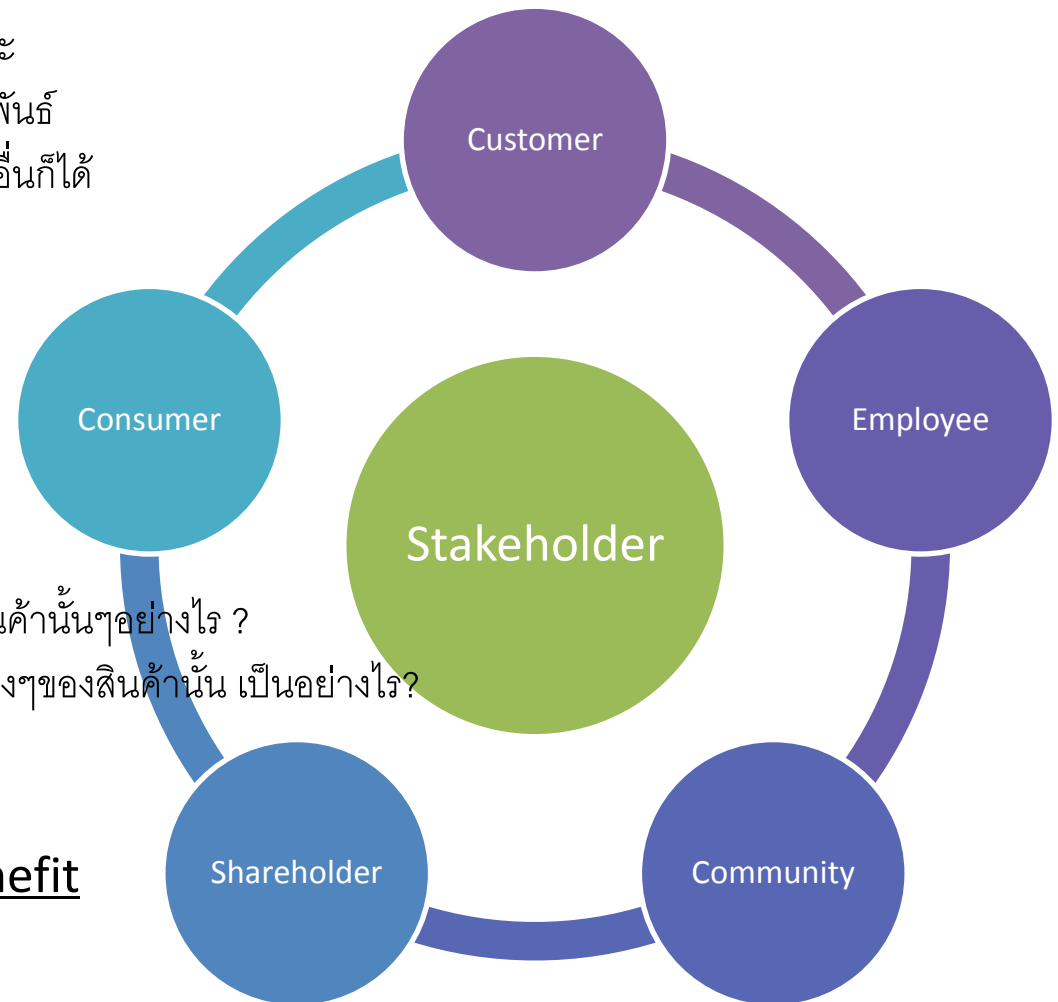 พันธ์
อื่นก็ได้
Customer
Consumer
Employee
Stakeholder
ค้านั้นๆอย่างไร ?
งๆของสินค้านั้น เป็นอย่างไร?
Shareholder
Community